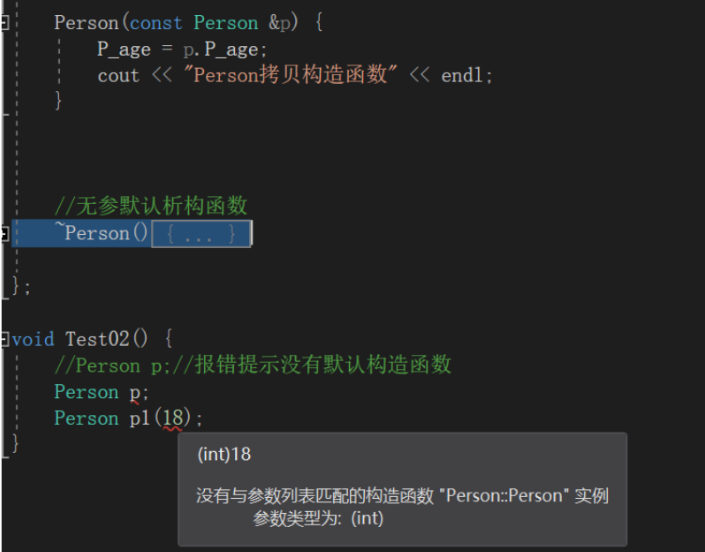 Person(const Person &p) {
P_age = p.P_age;
cout << "Person拷贝构造函数" << endl;
}
//无参默认析构函数
~Person() { ... }
};
void Test02() {
//Person p;//报错提示没有默认构造函数
Person p;
Person p1(18);
}
(int)18
没有与参数列表匹配的构造函数 "Person::Person" 实例
参数类型为: (int)